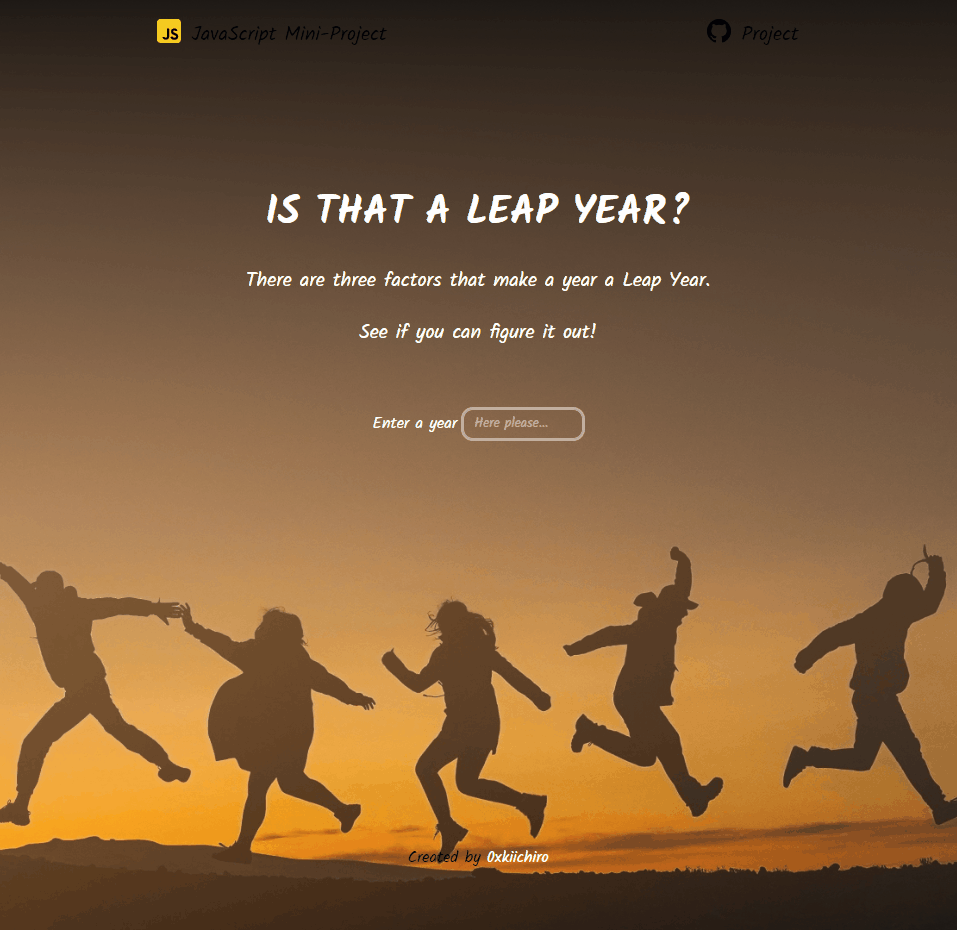 JS JavaScript Mini-Project
Project
IS THAT A LEAP YEAR?
There are three factors that make a year a Leap Year.
See if you can figure it out!
Enter a year Here please...
Created by 0xkiichiro